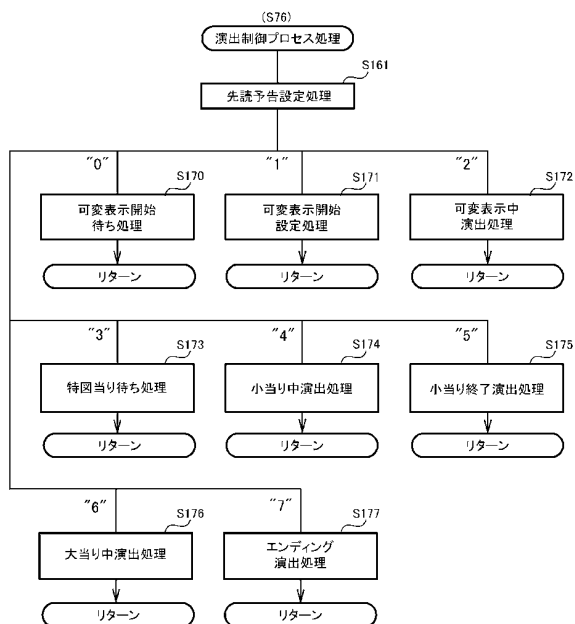 (S76)
演出制御プロセス処理
S161
先読予告設定処理
"0"
"1"
"2"
S170
S171
S172
可変表示開始
待ち処理
可変表示開始
設定処理
可変表示中
演出処理
リターン
リターン
リターン
"3"
"4"
"5"
S173
S174
S175
特図当り待ち処理
小当り中演出処理
小当り終了演出処理
リターン
リターン
リターン
"6"
"7"
S176
S177
大当り中演出処理
エンディング
演出処理
リターン
リターン